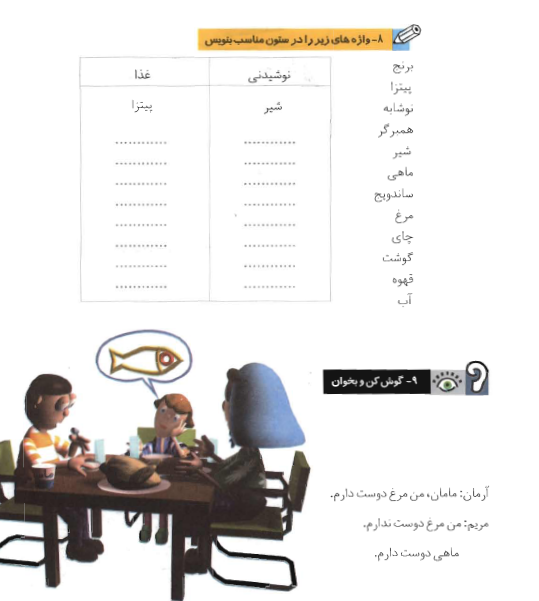 ۸- واژه های زیر را در ستون مناسب بنویس
برنج
پیتزا
نوشابه
همبرگر
شیر
ماهی
ساندویچ
مرغ
چای
گوشت
قهوه
آب
نوشیدنی غذا
شیر پیتزا
............ ............
............ ............
............ ............
............ ............
............ ............
............ ............
............ ............
............ ............
۹- گوش کن و بخوان
آرمان: مامان، من مرغ دوست دارم.
مریم: من مرغ دوست ندارم.
ماهی دوست دارم.